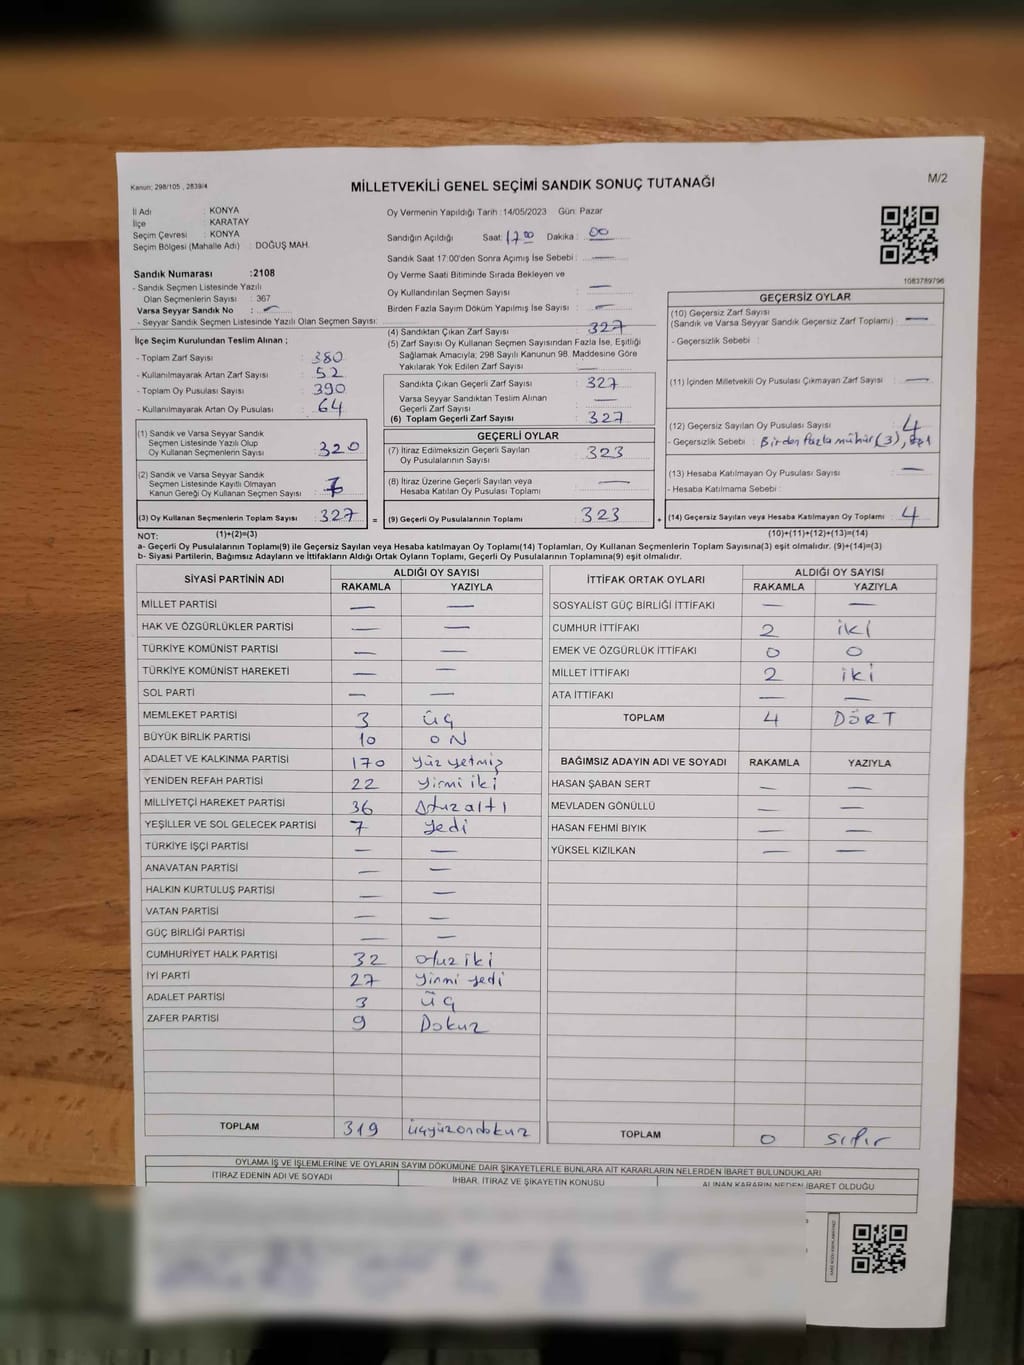 Kanun; 298/105 , 2839/4
MİLLETVEKİLİ GENEL SEÇİMİ SANDIK SONUÇ TUTANAĞI
M/2
İl Adı : KONYA
İlçe : KARATAY
Seçim Çevresi : KONYA
Seçim Bölgesi (Mahalle Adı) : DOĞUŞ MAH.
Sandık Numarası :2108
- Sandık Seçmen Listesinde Yazılı
Olan Seçmenlerin Sayısı : 367
Varsa Seyyar Sandık No : —
- Seyyar Sandık Seçmen Listesinde Yazılı Olan Seçmen Sayısı:
Oy Vermenin Yapıldığı Tarih :14/05/2023 Gün: Pazar
Sandığın Açıldığı Saat: 17 00 Dakika : 00
Sandık Saat 17:00'den Sonra Açımış İse Sebebi : —
Oy Verme Saati Bitiminde Sırada Bekleyen ve
Oy Kullandırılan Seçmen Sayısı —
Birden Fazla Sayım Döküm Yapılmış İse Sayısı : —
1083789796
İlçe Seçim Kurulundan Teslim Alınan ;
- Toplam Zarf Sayısı 380
- Kullanılmayarak Artan Zarf Sayısı 52
- Toplam Oy Pusulası Sayısı 390
- Kullanılmayarak Artan Oy Pusulası 64
(1) Sandık ve Varsa Seyyar Sandık
Seçmen Listesinde Yazılı Olup
Oy Kullanan Seçmenlerin Sayısı 320
(2) Sandık ve Varsa Seyyar Sandık
Seçmen Listesinde Kayıtlı Olmayan
Kanun Gereği Oy Kullanan Seçmen Sayısı 7
(3) Oy Kullanan Seçmenlerin Toplam Sayısı 327 =
(1)+(2)=(3)
(4) Sandıktan Çıkan Zarf Sayısı 327
(5) Zarf Sayısı Oy Kullanan Seçmen Sayısından Fazla İse, Eşitliği
Sağlamak Amacıyla; 298 Sayılı Kanunun 98. Maddesine Göre
Yakılarak Yok Edilen Zarf Sayısı —
Sandıkta Çıkan Geçerli Zarf Sayısı 327
Varsa Seyyar Sandıktan Teslim Alınan
Geçerli Zarf Sayısı —
(6) Toplam Geçerli Zarf Sayısı 327
GEÇERLİ OYLAR
(7) İtiraz Edilmeksizin Geçerli Sayılan
Oy Pusulalarının Sayısı 323
(8) İtiraz Üzerine Geçerli Sayılan veya
Hesaba Katılan Oy Pusulası Toplamı —
(9) Geçerli Oy Pusulalarının Toplamı 323 +
GEÇERSİZ OYLAR
(10) Geçersiz Zarf Sayısı
(Sandık ve Varsa Seyyar Sandık Geçersiz Zarf Toplamı) —
- Geçersizlik Sebebi :
(11) İçinden Milletvekili Oy Pusulası Çıkmayan Zarf Sayısı —
(12) Geçersiz Sayılan Oy Pusulası Sayısı 4
- Geçersizlik Sebebi : Birden fazla mühür (3),
(13) Hesaba Katılmayan Oy Pusulası Sayısı —
- Hesaba Katılmama Sebebi :
(14) Geçersiz Sayılan veya Hesaba Katılmayan Oy Toplamı 4
(10)+(11)+(12)+(13)=(14)
NOT:
a- Geçerli Oy Pusulalarının Toplamı(9) ile Geçersiz Sayılan veya Hesaba katılmayan Oy Toplamı(14) Toplamları, Oy Kullanan Seçmenlerin Toplam Sayısına(3) eşit olmalıdır. (9)+(14)=(3)
b- Siyasi Partilerin, Bağımsız Adayların ve İttifakların Aldığı Ortak Oyların Toplamı, Geçerli Oy Pusulalarının Toplamına(9) eşit olmalıdır.
SİYASİ PARTİNİN ADI ALDIĞI OY SAYISI
RAKAMLA YAZIYLA
MİLLET PARTİSİ — —
HAK VE ÖZGÜRLÜKLER PARTİSİ — —
TÜRKİYE KOMÜNİST PARTİSİ — —
TÜRKİYE KOMÜNİST HAREKETİ — —
SOL PARTİ — —
MEMLEKET PARTİSİ 3 üç
BÜYÜK BİRLİK PARTİSİ 10 ON
ADALET VE KALKINMA PARTİSİ 170 yüz yetmiş
YENİDEN REFAH PARTİSİ 22 yirmi iki
MİLLİYETÇİ HAREKET PARTİSİ 36 otuz altı
YEŞİLLER VE SOL GELECEK PARTİSİ 7 yedi
TÜRKİYE İŞÇİ PARTİSİ — —
ANAVATAN PARTİSİ — —
HALKIN KURTULUŞ PARTİSİ — —
VATAN PARTİSİ — —
GÜÇ BİRLİĞİ PARTİSİ — —
CUMHURİYET HALK PARTİSİ 32 otuz iki
İYİ PARTİ 27 yirmi yedi
ADALET PARTİSİ 3 üç
ZAFER PARTİSİ 9 Dokuz
TOPLAM 319 üçyüzondokuz
İTTİFAK ORTAK OYLARI ALDIĞI OY SAYISI
RAKAMLA YAZIYLA
SOSYALİST GÜÇ BİRLİĞİ İTTİFAKI — —
CUMHUR İTTİFAKI 2 iki
EMEK VE ÖZGÜRLÜK İTTİFAKI 0 0
MİLLET İTTİFAKI 2 iki
ATA İTTİFAKI — —
TOPLAM 4 DÖRT
BAĞIMSIZ ADAYIN ADI VE SOYADI RAKAMLA YAZIYLA
HASAN ŞABAN SERT — —
MEVLADEN GÖNÜLLÜ — —
HASAN FEHMİ BIYIK — —
YÜKSEL KIZILKAN — —
TOPLAM 0 sıfır
OYLAMA İŞ VE İŞLEMLERİNE VE OYLARIN SAYIM DÖKÜMÜNE DAİR ŞİKAYETLERLE BUNLARA AİT KARARLARIN NELERDEN İBARET BULUNDUKLARI
İTİRAZ EDENİN ADI VE SOYADI İHBAR, İTİRAZ VE ŞİKAYETİN KONUSU ALINAN KARARIN NEDEN İBARET OLDUĞU